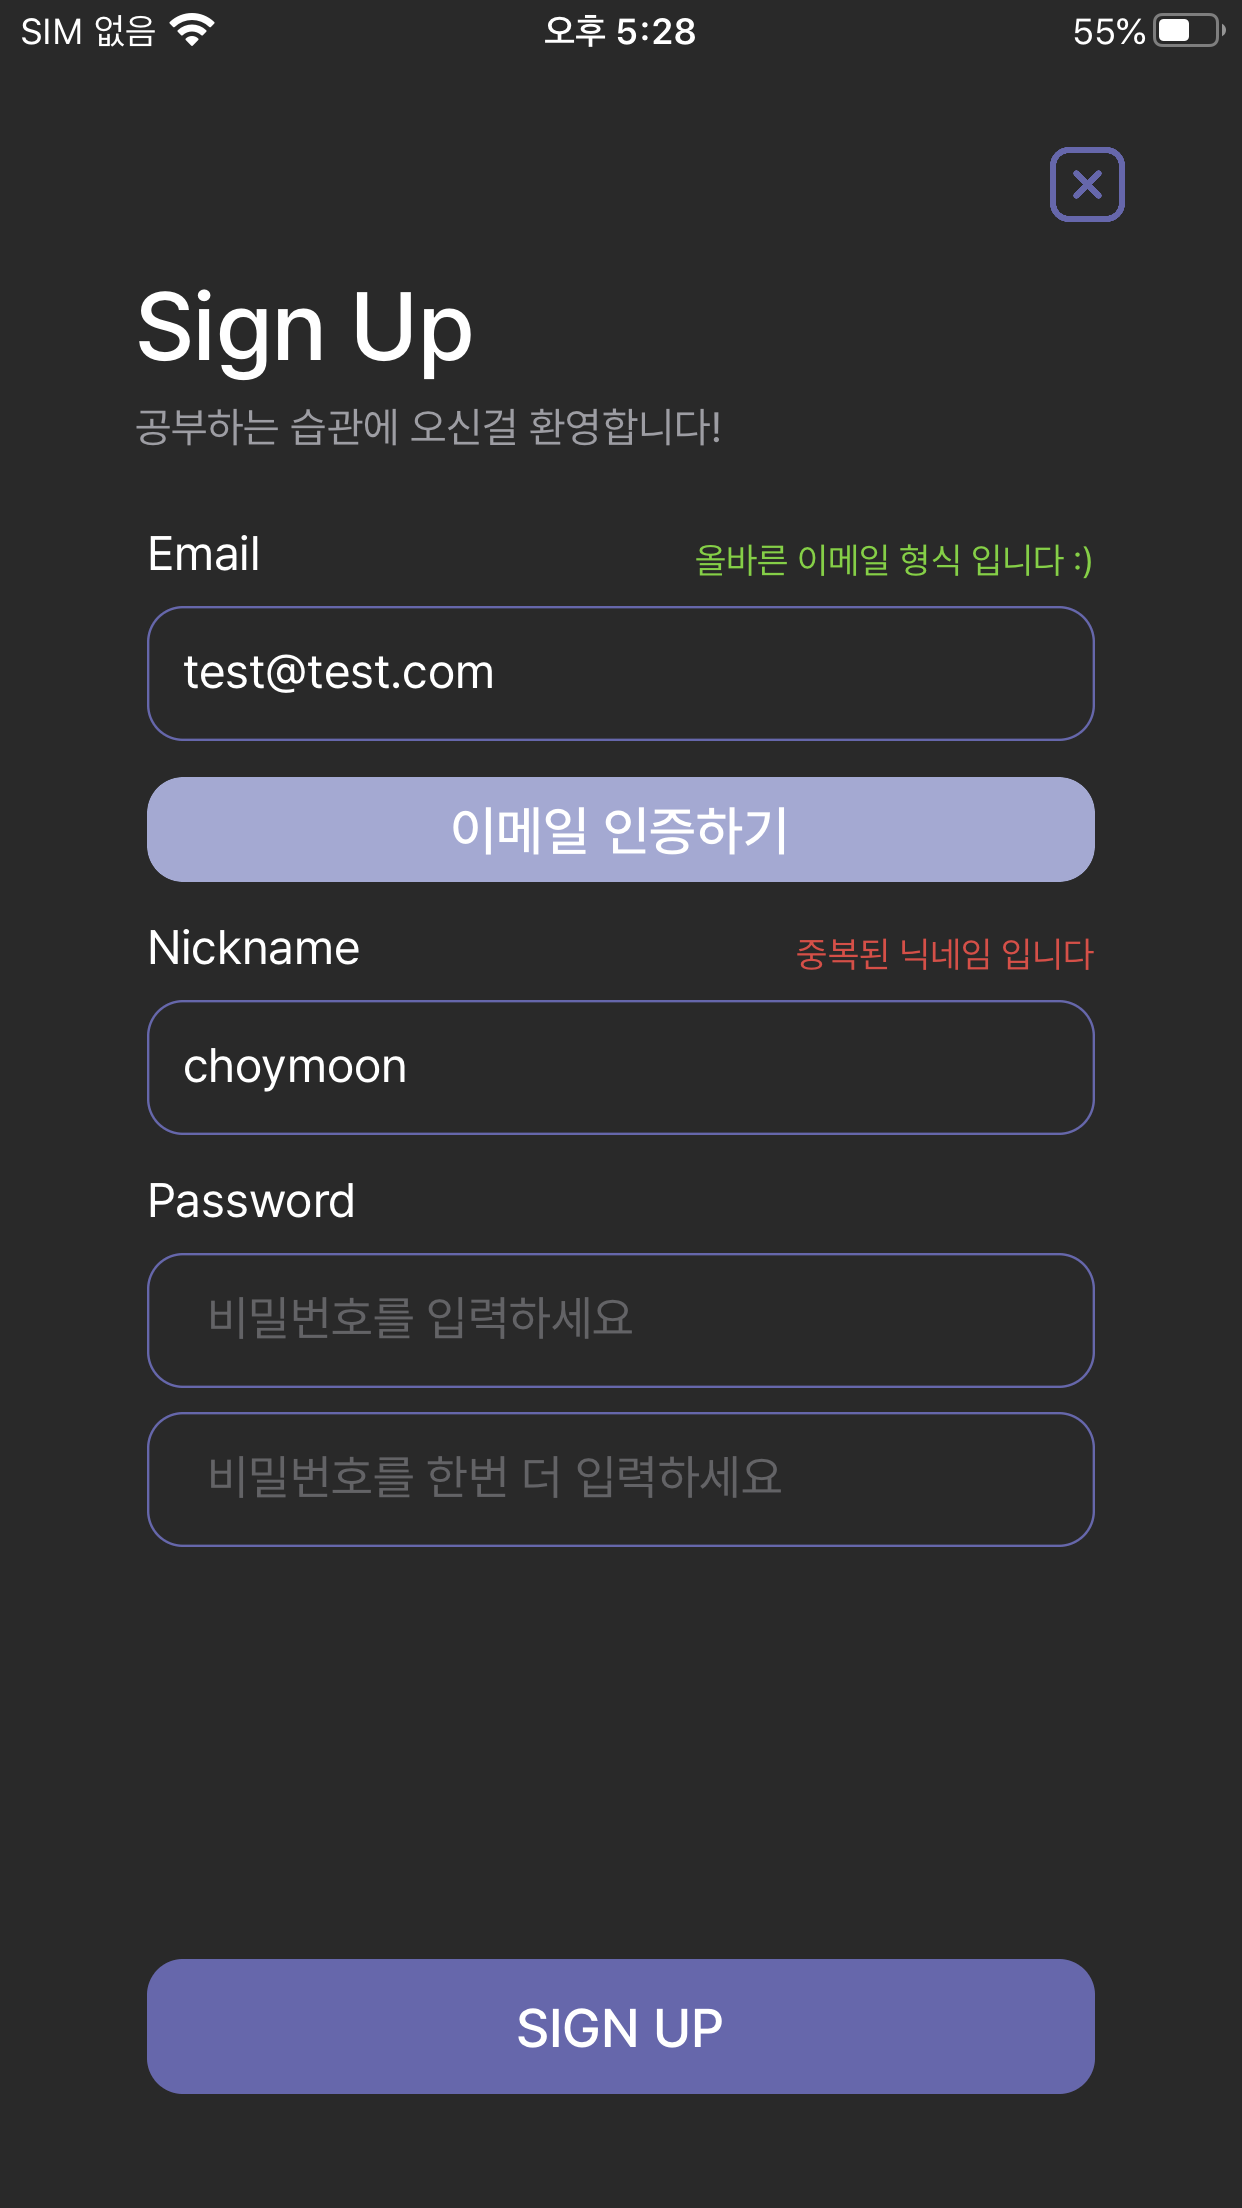 SIM 없음 오후 5:28 55%
Sign Up
공부하는 습관에 오신걸 환영합니다!
Email 올바른 이메일 형식 입니다 :)
test@test.com
이메일 인증하기
Nickname 중복된 닉네임 입니다
choymoon
Password
비밀번호를 입력하세요
비밀번호를 한번 더 입력하세요
SIGN UP